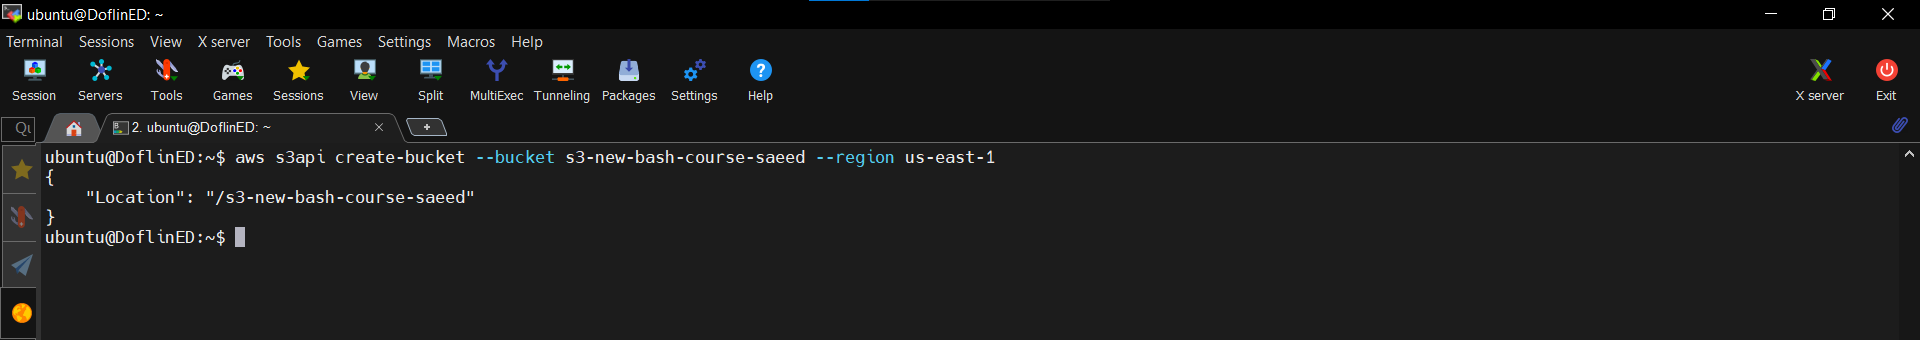 ubuntu@DoflinED: ~
Terminal Sessions View X server Tools Games Settings Macros Help
Session Servers Tools Games Sessions View Split MultiExec Tunneling Packages Settings Help X server Exit
Qu 2. ubuntu@DoflinED: ~
ubuntu@DoflinED:~$ aws s3api create-bucket --bucket s3-new-bash-course-saeed --region us-east-1
{
    "Location": "/s3-new-bash-course-saeed"
}
ubuntu@DoflinED:~$